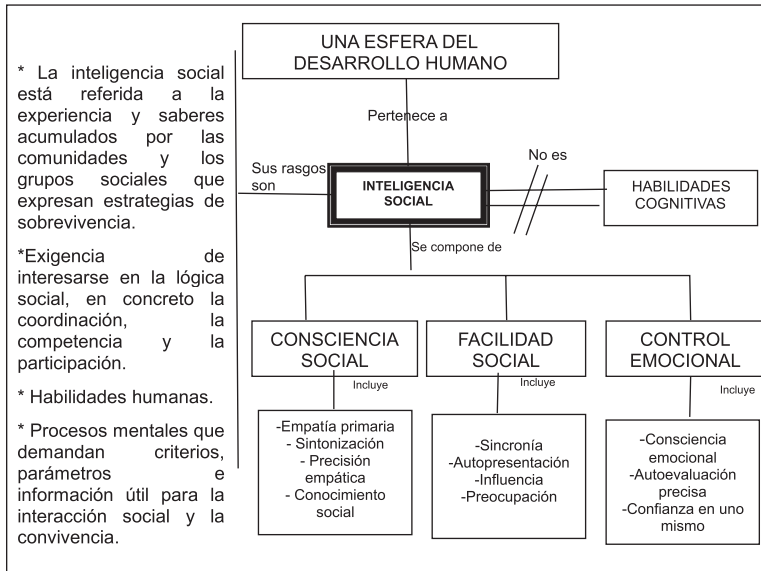 UNA ESFERA DEL
DESARROLLO HUMANO
* La inteligencia social
está referida a la
experiencia y saberes
acumulados por las
comunidades y los
grupos sociales que
expresan estrategias de
sobrevivencia.
*Exigencia de
interesarse en la lógica
social, en concreto la
coordinación, la
competencia y la
participación.
* Habilidades humanas.
* Procesos mentales que
demandan criterios,
parámetros e
información útil para la
interacción social y la
convivencia.
Pertenece a
Sus rasgos
son
INTELIGENCIA
SOCIAL
No es
HABILIDADES
COGNITIVAS
Se compone de
CONSCIENCIA
SOCIAL
Incluye
-Empatía primaria
- Sintonización
- Precisión
empática
- Conocimiento
social
FACILIDAD
SOCIAL
Incluye
-Sincronía
-Autopresentación
-Influencia
-Preocupación
CONTROL
EMOCIONAL
Incluye
-Consciencia
emocional
-Autoevaluación
precisa
-Confianza en uno
mismo